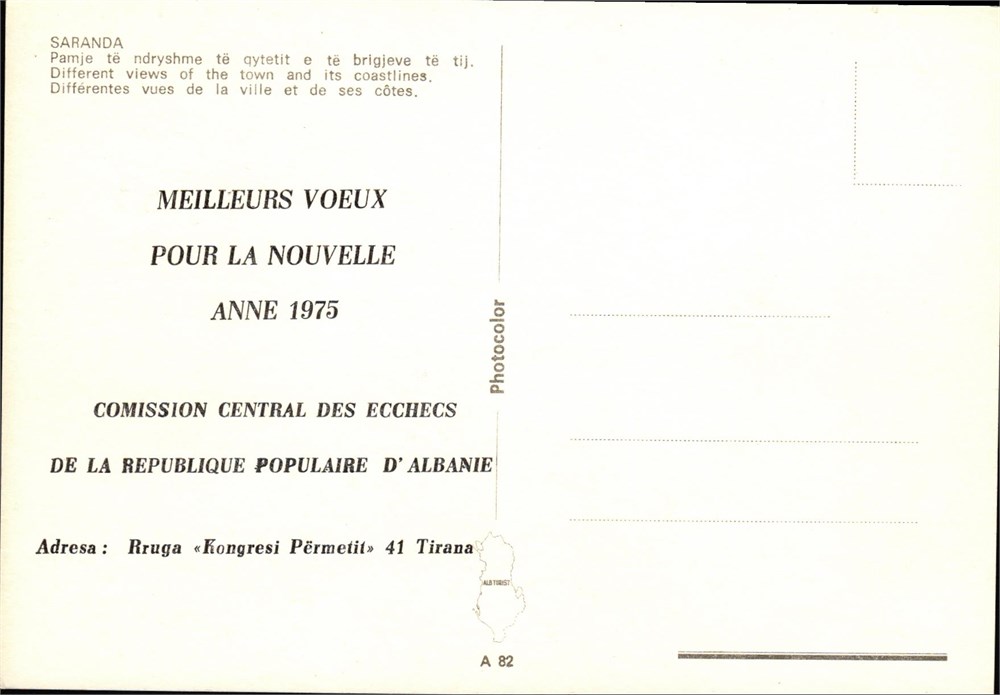 SARANDA
Pamje të ndryshme të qytetit e të brigjeve të tij.
Different views of the town and its coastlines.
Différentes vues de la ville et de ses côtes.
MEILLEURS VOEUX
POUR LA NOUVELLE
ANNE 1975
COMISSION CENTRAL DES ECCHECS
DE LA REPUBLIQUE POPULAIRE D'ALBANIE
Adresa : Rruga «Kongresi Përmetit» 41 Tirana
Photocolor
ALBTURIST
A 82